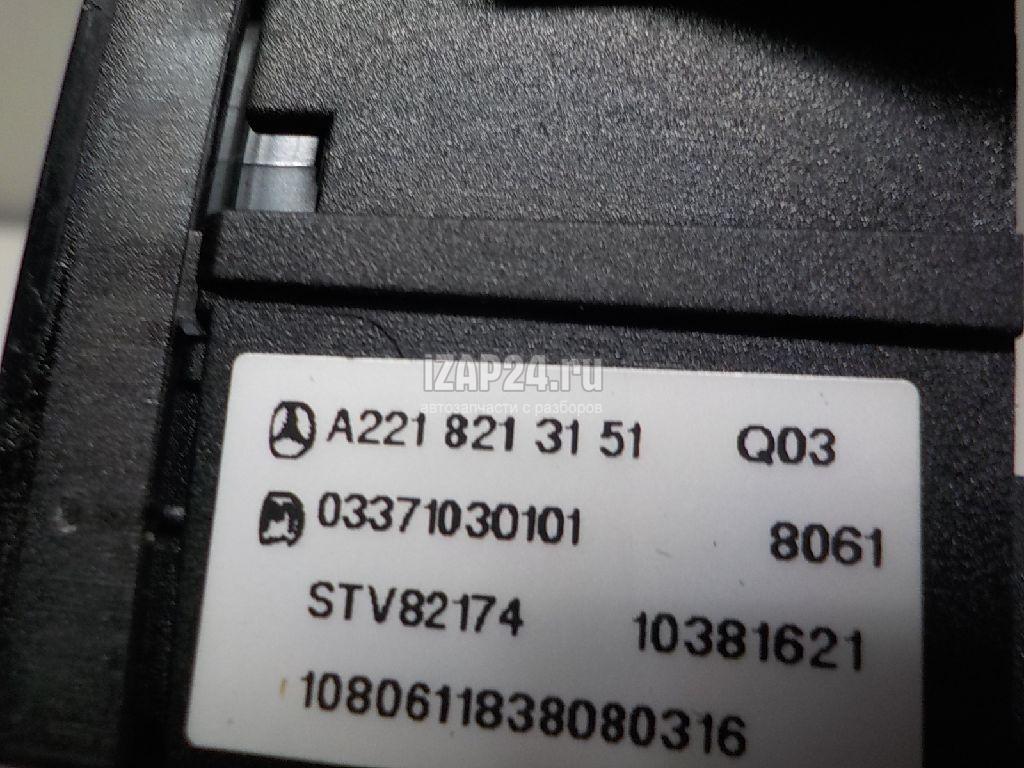 iZAP24.ru
автозапчасти с разборов
A221 821 31 51 Q03
03371030101 8061
STV82174 10381621
1080611838080316